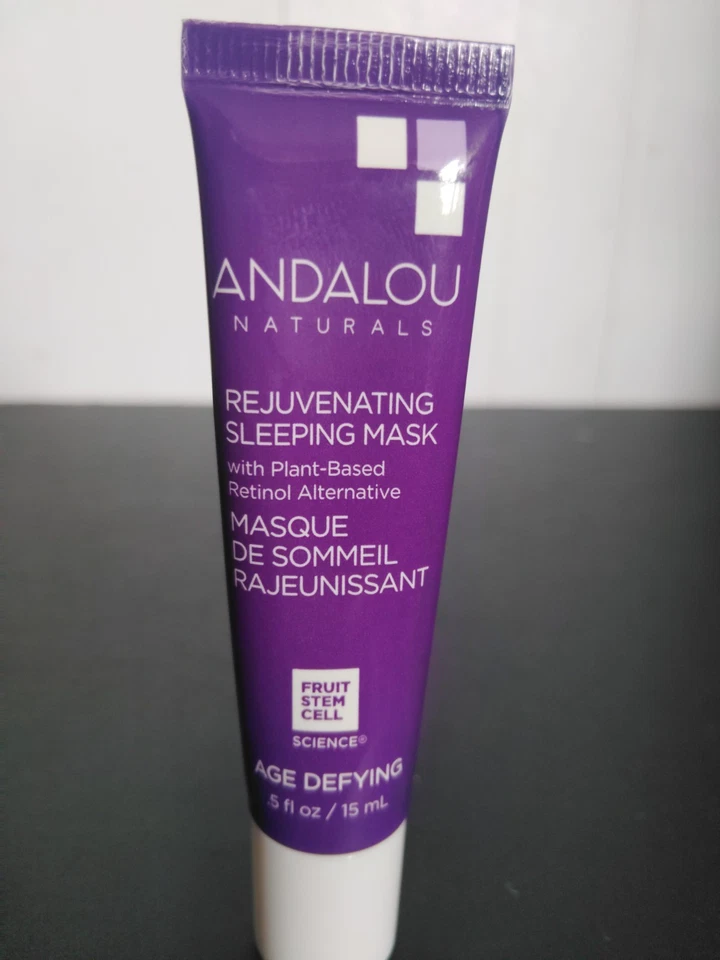 ANDALOU
NATURALS
REJUVENATING
SLEEPING MASK
with Plant-Based
Retinol Alternative
MASQUE
DE SOMMEIL
RAJEUNISSANT
FRUIT
STEM
CELL
SCIENCE®
AGE DEFYING
.5 fl oz / 15 mL